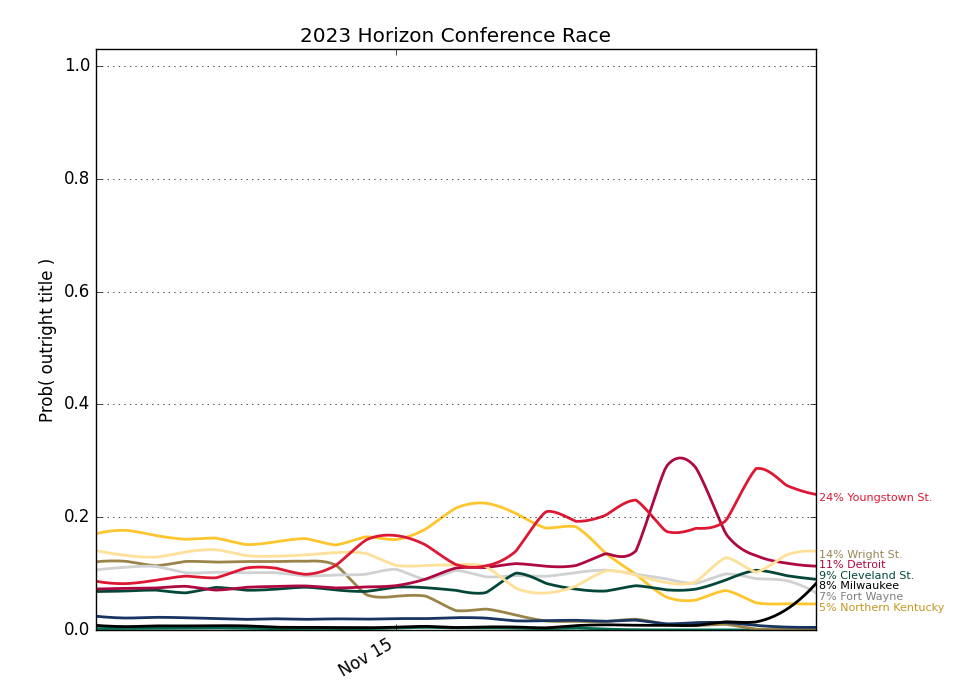 2023 Horizon Conference Race
Prob( outright title )
1.0
0.8
0.6
0.4
0.2
0.0
Nov 15
24% Youngstown St.
14% Wright St.
11% Detroit
9% Cleveland St.
8% Milwaukee
7% Fort Wayne
5% Northern Kentucky